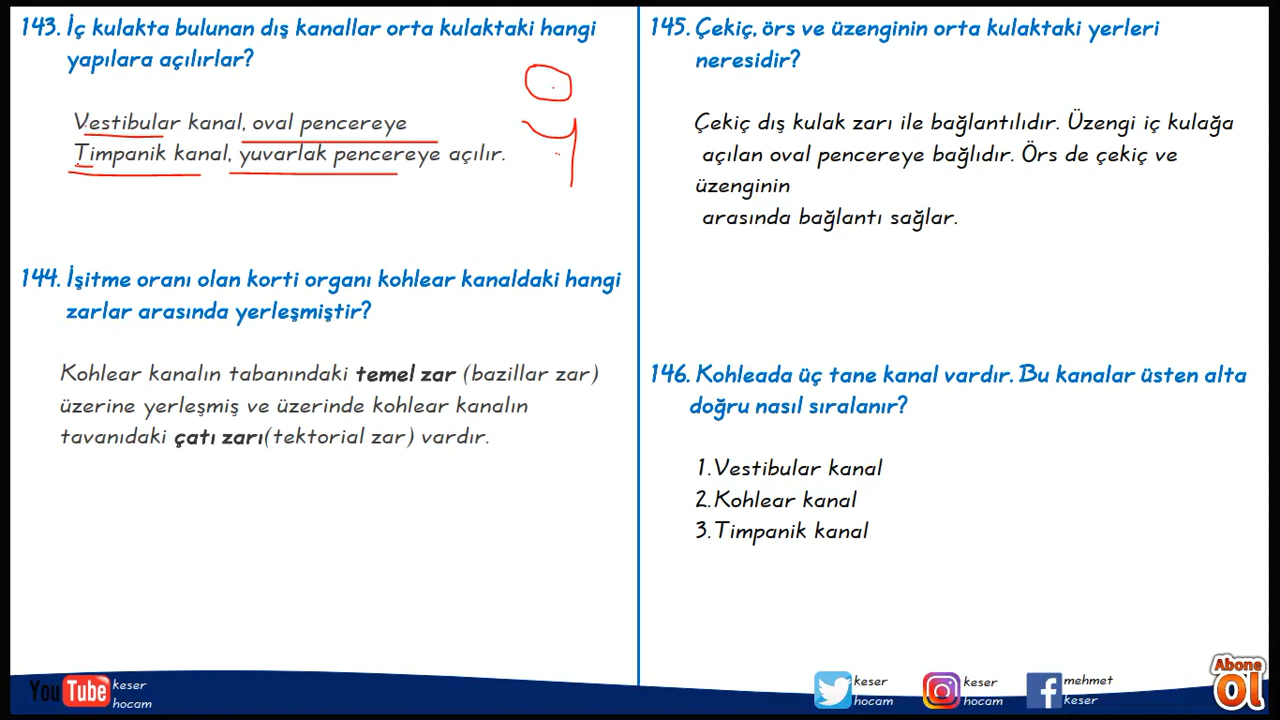 143. İç kulakta bulunan dış kanallar orta kulaktaki hangi
yapılara açılırlar?
Vestibular kanal, oval pencereye
Timpanik kanal, yuvarlak pencereye açılır.
144. İşitme oranı olan korti organı kohlear kanaldaki hangi
zarlar arasında yerleşmiştir?
Kohlear kanalın tabanındaki temel zar (bazillar zar)
üzerine yerleşmiş ve üzerinde kohlear kanalın
tavanıdaki çatı zarı(tektorial zar) vardır.
145. Çekiç, örs ve üzenginin orta kulaktaki yerleri
neresidir?
Çekiç dış kulak zarı ile bağlantılıdır. Üzengi iç kulağa
açılan oval pencereye bağlıdır. Örs de çekiç ve
üzenginin
arasında bağlantı sağlar.
146. Kohleada üç tane kanal vardır. Bu kanalar üsten alta
doğru nasıl sıralanır?
1.Vestibular kanal
2.Kohlear kanal
3.Timpanik kanal
YouTube keser
hocam
keser
hocam
keser
hocam
mehmet
keser
Abone
Ol